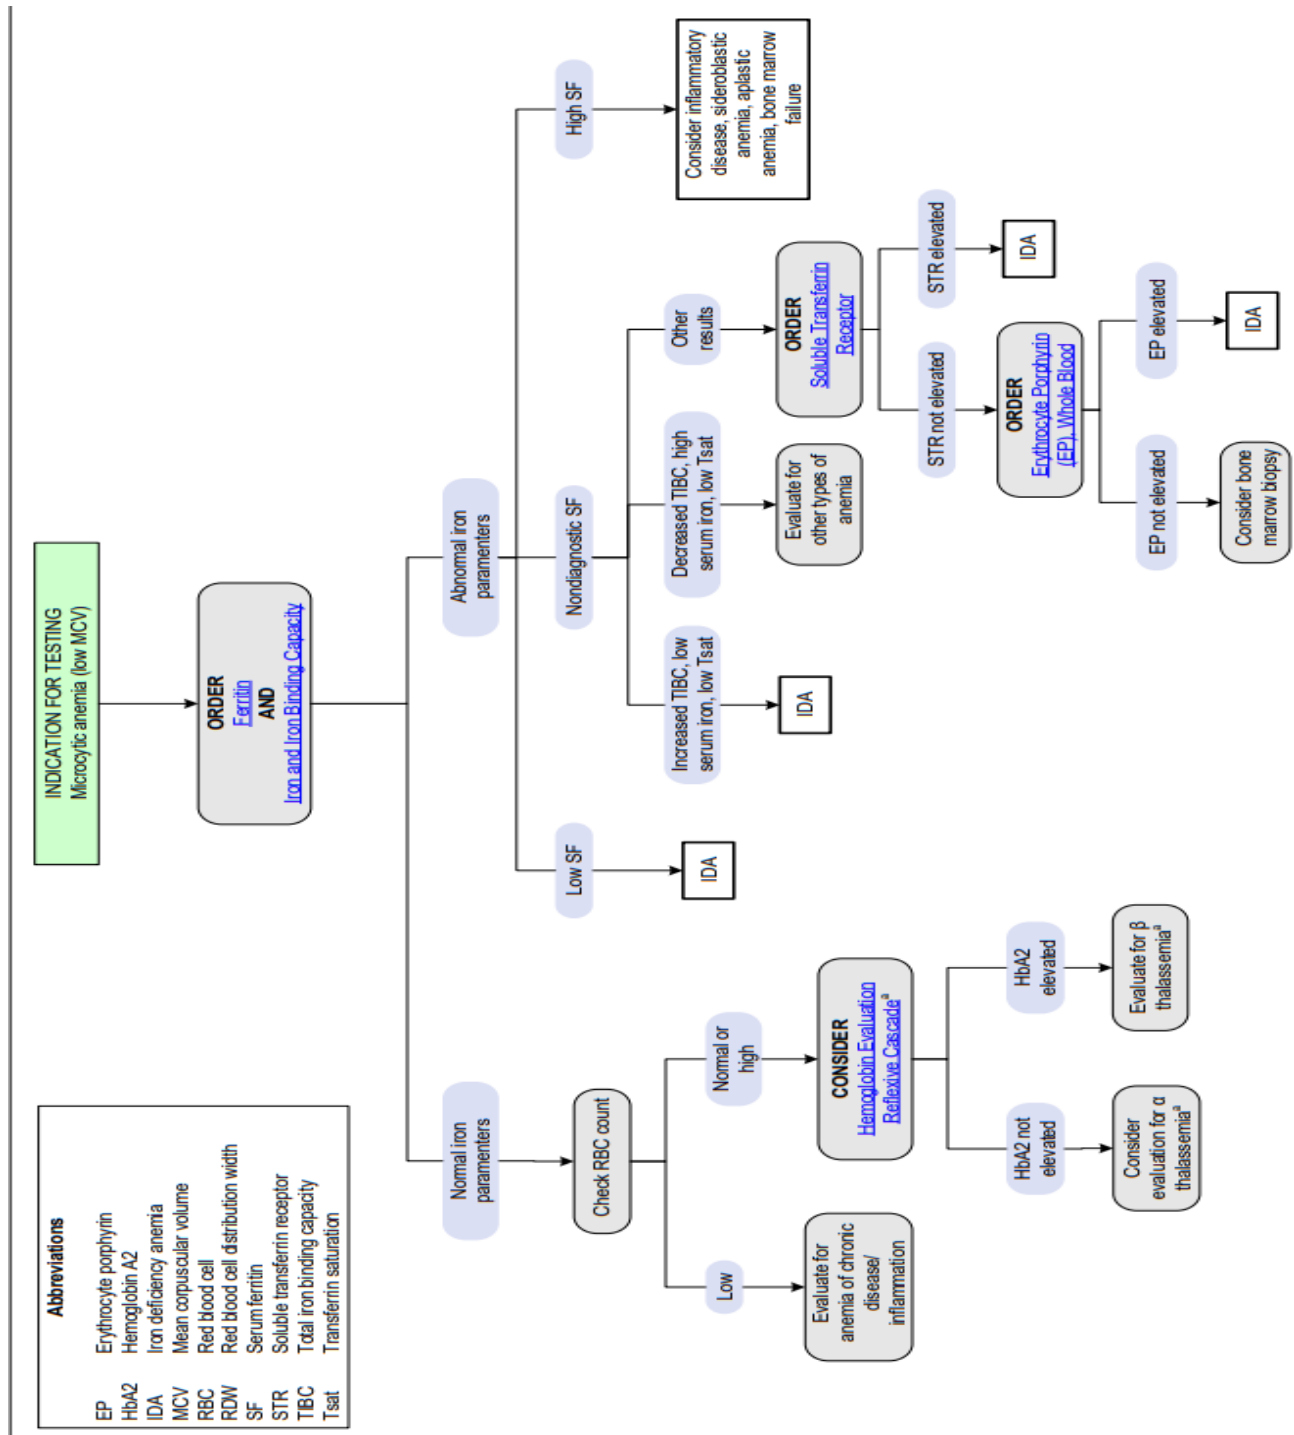 INDICATION FOR TESTING
Microcytic anemia (low MCV)
Abbreviations
EP Erythrocyte porphyrin
HbA2 Hemoglobin A2
IDA Iron deficiency anemia
MCV Mean corpuscular volume
RBC Red blood cell
RDW Red blood cell distribution width
SF Serum ferritin
STR Soluble transferrin receptor
TIBC Total iron binding capacity
Tsat Transferrin saturation
ORDER
Ferritin
AND
Iron and Iron Binding Capacity
Normal iron
paramenters
Abnormal iron
paramenters
Check RBC count
Low SF
Nondiagnostic SF
High SF
Low
Normal or
high
IDA
Increased TIBC, low
serum iron, low Tsat
Decreased TIBC, high
serum iron, low Tsat
Other
results
Consider inflammatory
disease, sideroblastic
anemia, aplastic
anemia, bone marrow
failure
Evaluate for
anemia of chronic
disease/
inflammation
CONSIDER
Hemoglobin Evaluation
Reflexive Cascadeª
IDA
Evaluate for
other types of
anemia
ORDER
Soluble Transferrin
Receptor
HbA2 not
elevated
HbA2
elevated
STR not elevated
STR elevated
Consider
evaluation for α
thalassemiaª
Evaluate for β
thalassemiaª
ORDER
Erythrocyte Porphyrin
(EP), Whole Blood
IDA
EP not elevated
EP elevated
Consider bone
marrow biopsy
IDA